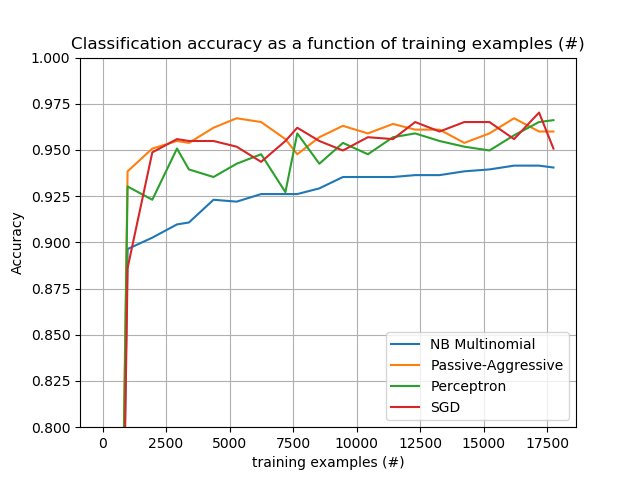 Classification accuracy as a function of training examples (#)
1.000
0.975
0.950
0.925
0.900
0.875
0.850
0.825
0.800
Accuracy
0
2500
5000
7500
10000
12500
15000
17500
training examples (#)
NB Multinomial
Passive-Aggressive
Perceptron
SGD